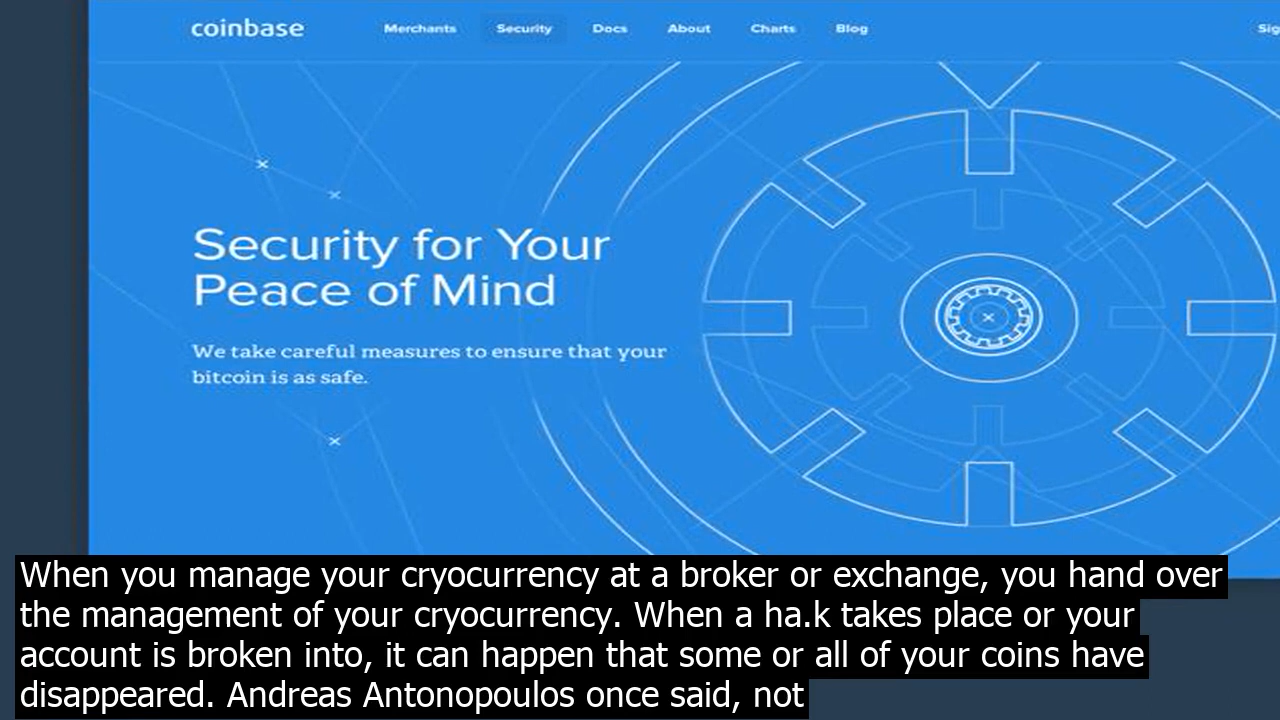 coinbase Merchants Security Docs About Charts Blog Sig
Security for Your
Peace of Mind
We take careful measures to ensure that your
bitcoin is as safe.
When you manage your cryocurrency at a broker or exchange, you hand over
the management of your cryocurrency. When a ha.k takes place or your
account is broken into, it can happen that some or all of your coins have
disappeared. Andreas Antonopoulos once said, not